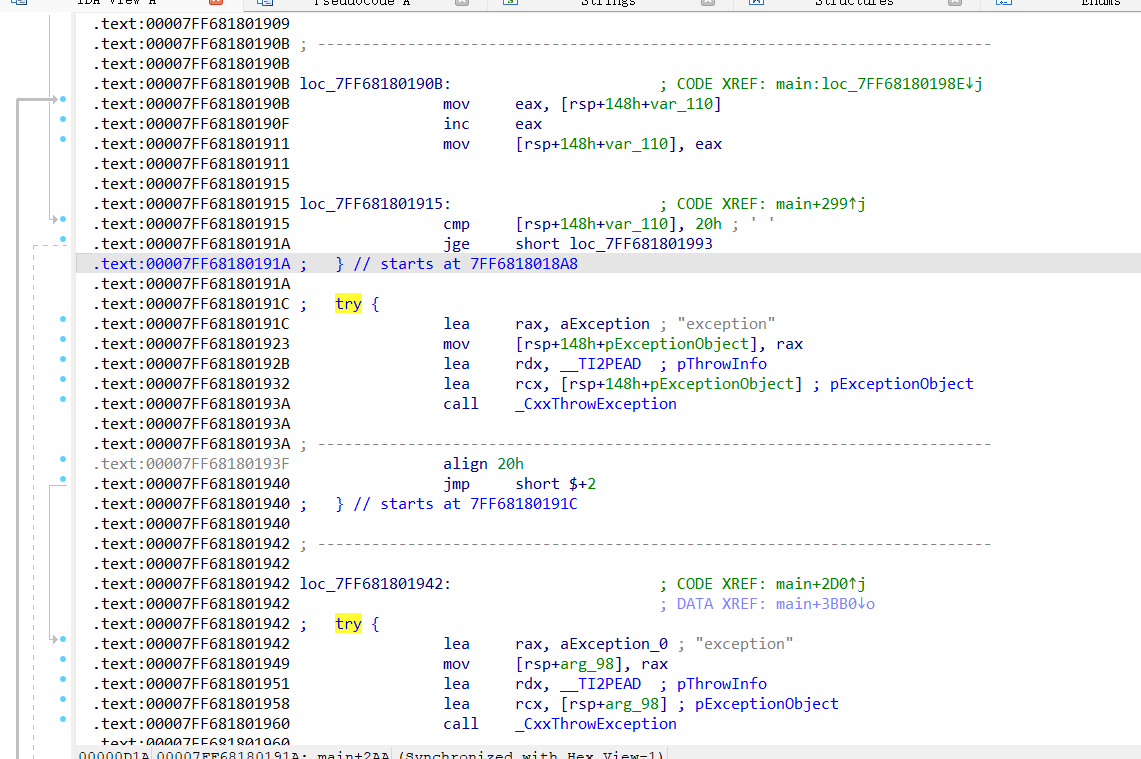 IDA View-A Pseudocode-A Strings Structures Enums
.text:00007FF681801909
.text:00007FF68180190B ; ---------------------------------------------------------------------------
.text:00007FF68180190B
.text:00007FF68180190B loc_7FF68180190B: ; CODE XREF: main:loc_7FF68180198E↓j
.text:00007FF68180190B mov eax, [rsp+148h+var_110]
.text:00007FF68180190F inc eax
.text:00007FF681801911 mov [rsp+148h+var_110], eax
.text:00007FF681801911
.text:00007FF681801915
.text:00007FF681801915 loc_7FF681801915: ; CODE XREF: main+299↑j
.text:00007FF681801915 cmp [rsp+148h+var_110], 20h ; ' '
.text:00007FF68180191A jge short loc_7FF681801993
.text:00007FF68180191A ; } // starts at 7FF6818018A8
.text:00007FF68180191A
.text:00007FF68180191C ; try {
.text:00007FF68180191C lea rax, aException ; "exception"
.text:00007FF681801923 mov [rsp+148h+pExceptionObject], rax
.text:00007FF68180192B lea rdx, __TI2PEAD ; pThrowInfo
.text:00007FF681801932 lea rcx, [rsp+148h+pExceptionObject] ; pExceptionObject
.text:00007FF68180193A call _CxxThrowException
.text:00007FF68180193A
.text:00007FF68180193A ; ---------------------------------------------------------------------------
.text:00007FF68180193F align 20h
.text:00007FF681801940 jmp short $+2
.text:00007FF681801940 ; } // starts at 7FF68180191C
.text:00007FF681801940
.text:00007FF681801942 ; ---------------------------------------------------------------------------
.text:00007FF681801942
.text:00007FF681801942 loc_7FF681801942: ; CODE XREF: main+2D0↑j
.text:00007FF681801942 ; DATA XREF: main+3BB0↓o
.text:00007FF681801942 ; try {
.text:00007FF681801942 lea rax, aException_0 ; "exception"
.text:00007FF681801949 mov [rsp+arg_98], rax
.text:00007FF681801951 lea rdx, __TI2PEAD ; pThrowInfo
.text:00007FF681801958 lea rcx, [rsp+arg_98] ; pExceptionObject
.text:00007FF681801960 call _CxxThrowException
.text:00007FF681801960
00000D1A 00007FF68180191A: main+2AA (Synchronized with Hex View-1)